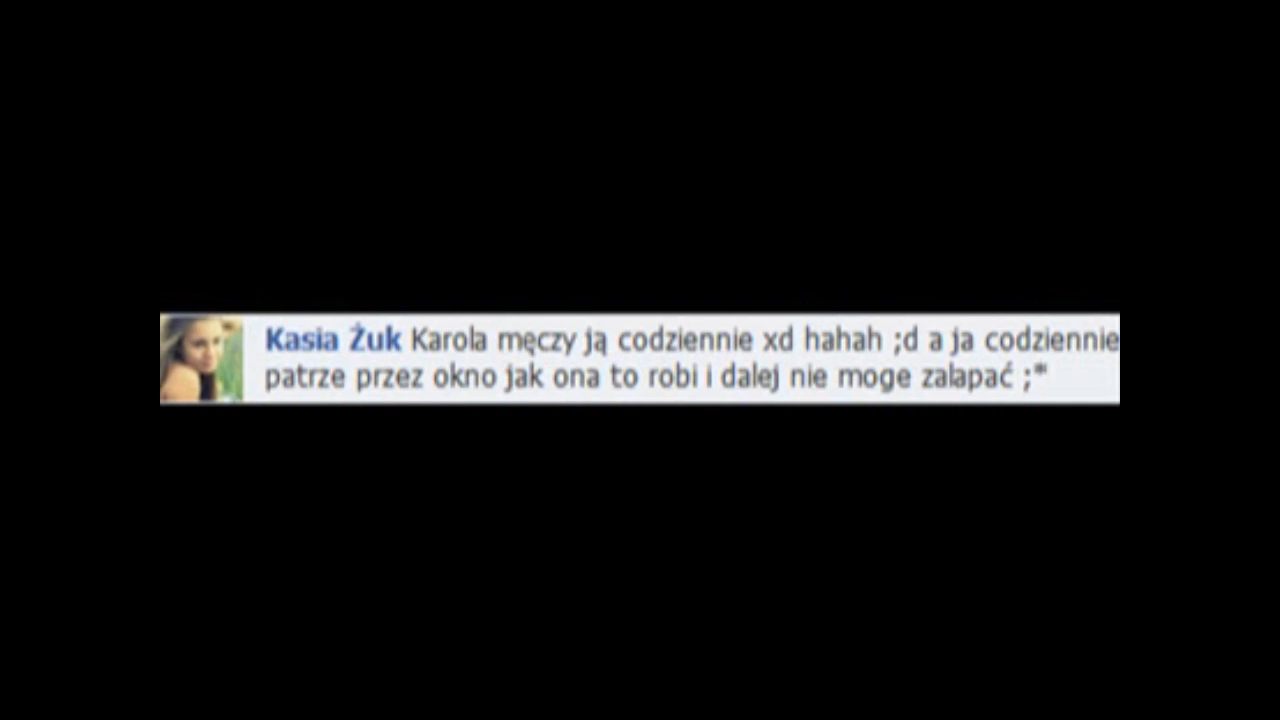 Kasia Żuk Karola męczy ją codziennie xd hahah ;d a ja codziennie
patrze przez okno jak ona to robi i dalej nie moge zalapać ;*